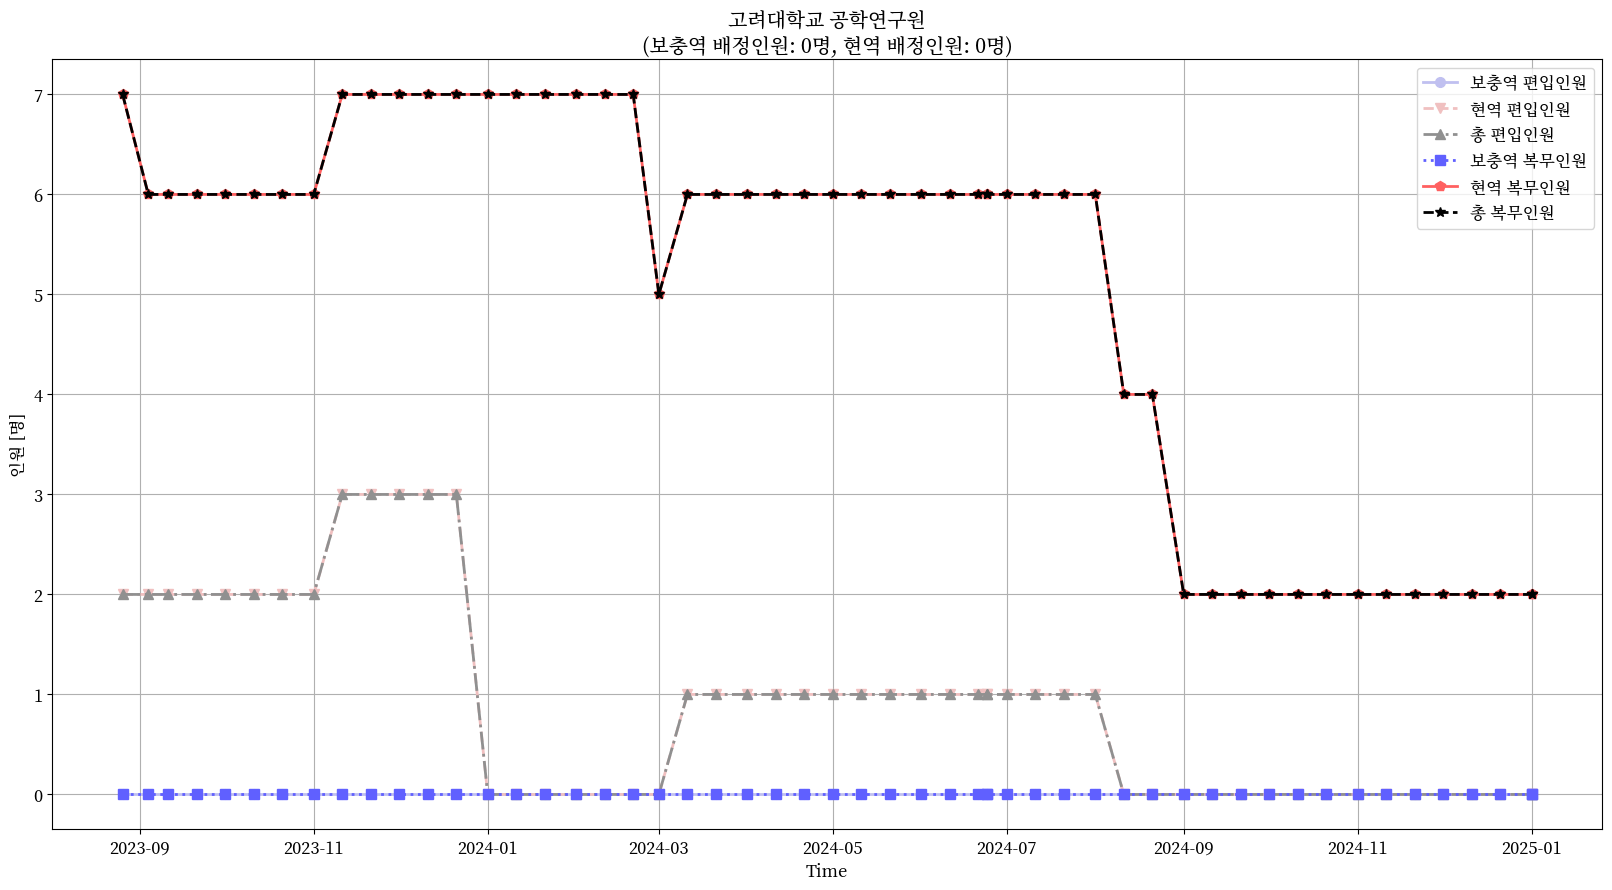 고려대학교 공학연구원
(보충역 배정인원: 0명, 현역 배정인원: 0명)
보충역 편입인원
현역 편입인원
총 편입인원
보충역 복무인원
현역 복무인원
총 복무인원
인원 [명]
7
6
5
4
3
2
1
0
2023-09
2023-11
2024-01
2024-03
2024-05
2024-07
2024-09
2024-11
2025-01
Time